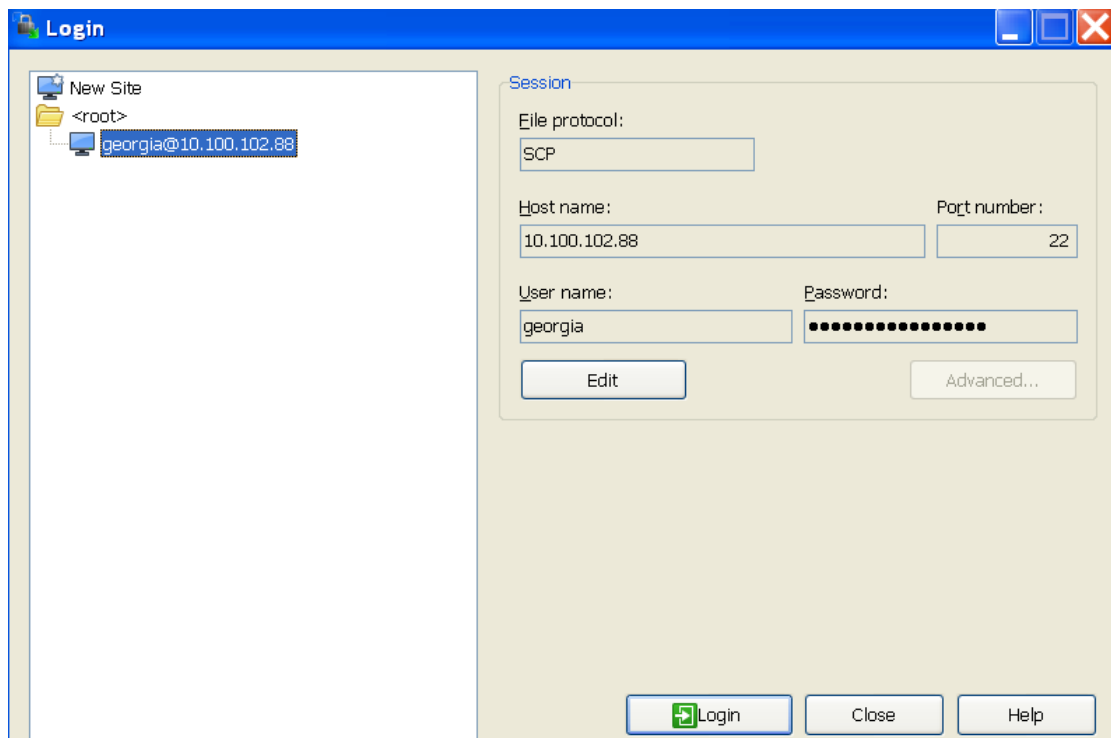 Login
New Site
<root>
georgia@10.100.102.88
Session
File protocol:
SCP
Host name:
Port number:
10.100.102.88
22
User name:
Password:
georgia
●●●●●●●●●●●●●●●●
Edit
Advanced...
Login
Close
Help